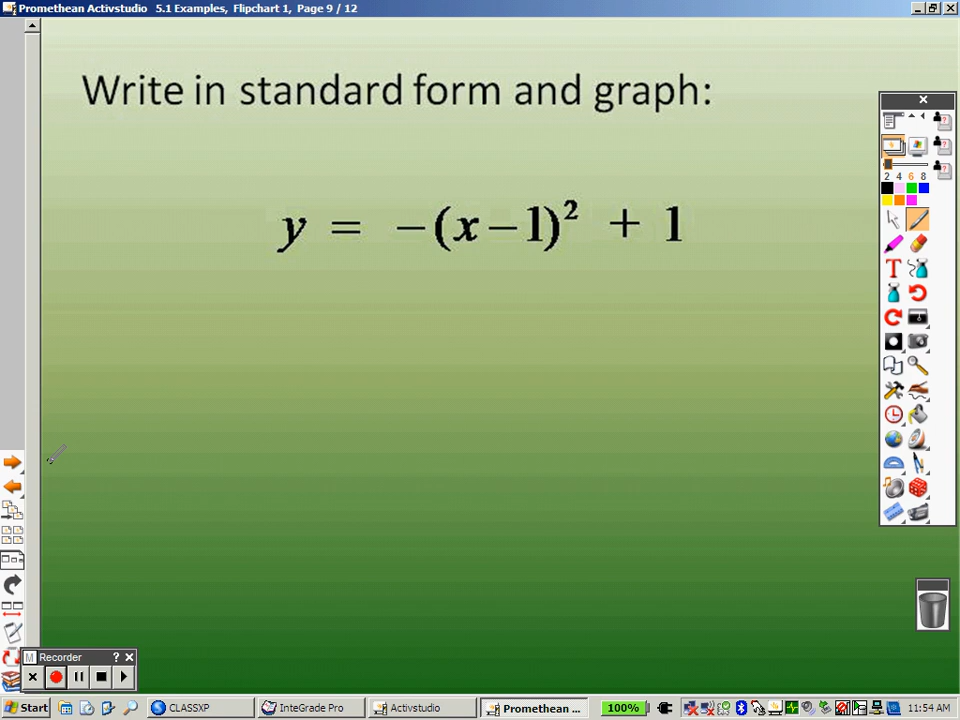 Promethean Activstudio 5.1 Examples, Flipchart 1, Page 9 / 12
Write in standard form and graph:
y = −(x−1)² + 1
2 4 6 8
T
M Recorder ?
Start
CLASSXP
InteGrade Pro
Activstudio
Promethean ...
100%
11:54 AM